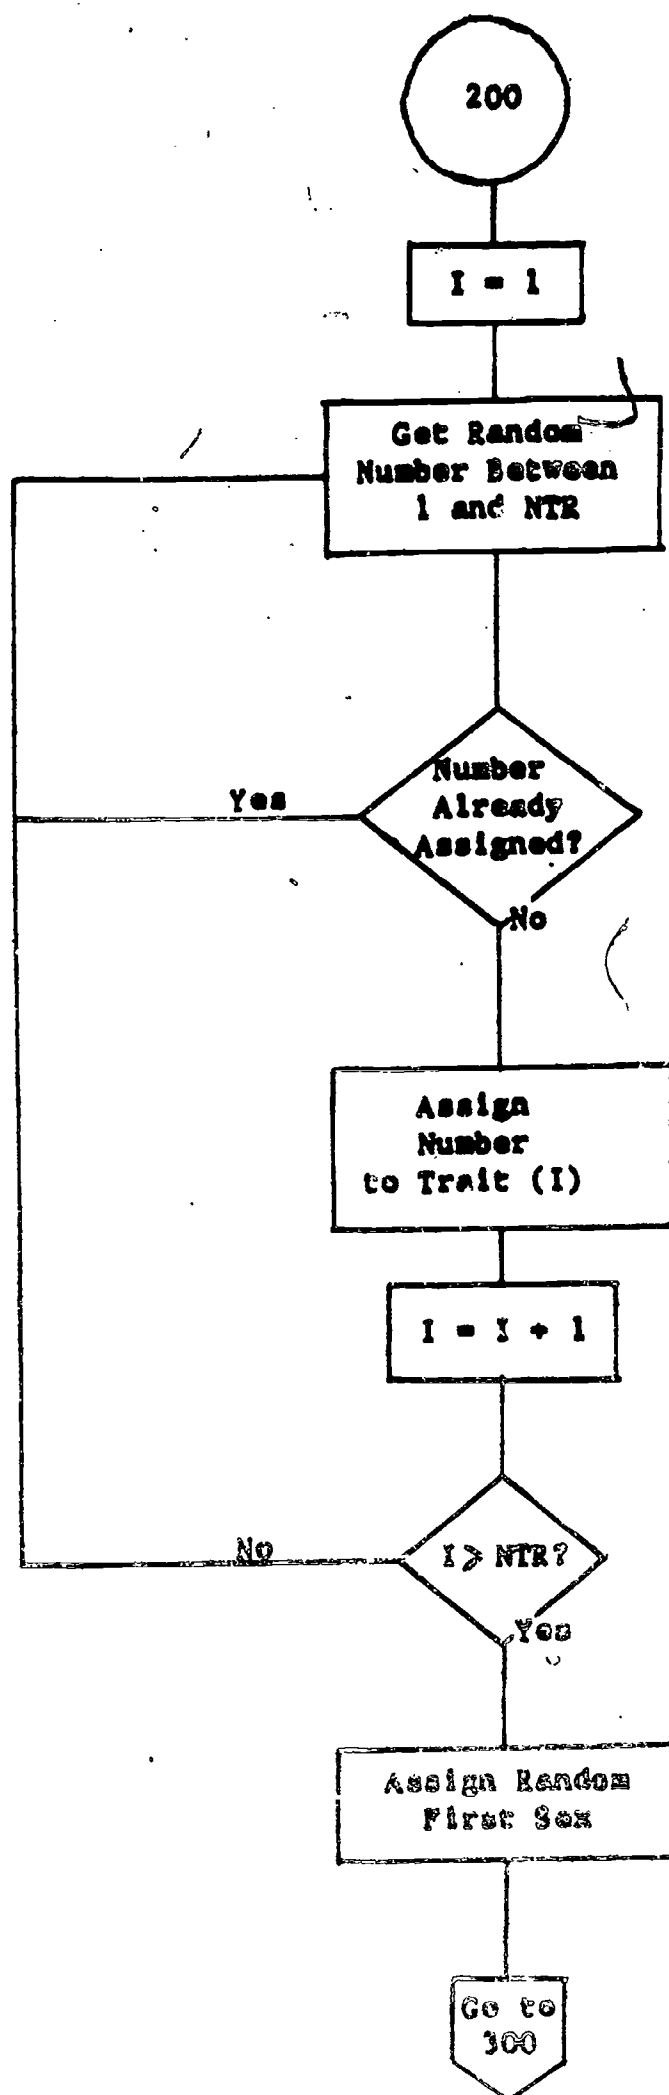 200
I = 1
Get Random
Number Between
1 and NTR
Number
Already
Assigned?
Yes
No
Assign
Number
to Trait (I)
I = I + 1
I > NTR?
No
Yes
Assign Random
First Sex
Go to
300